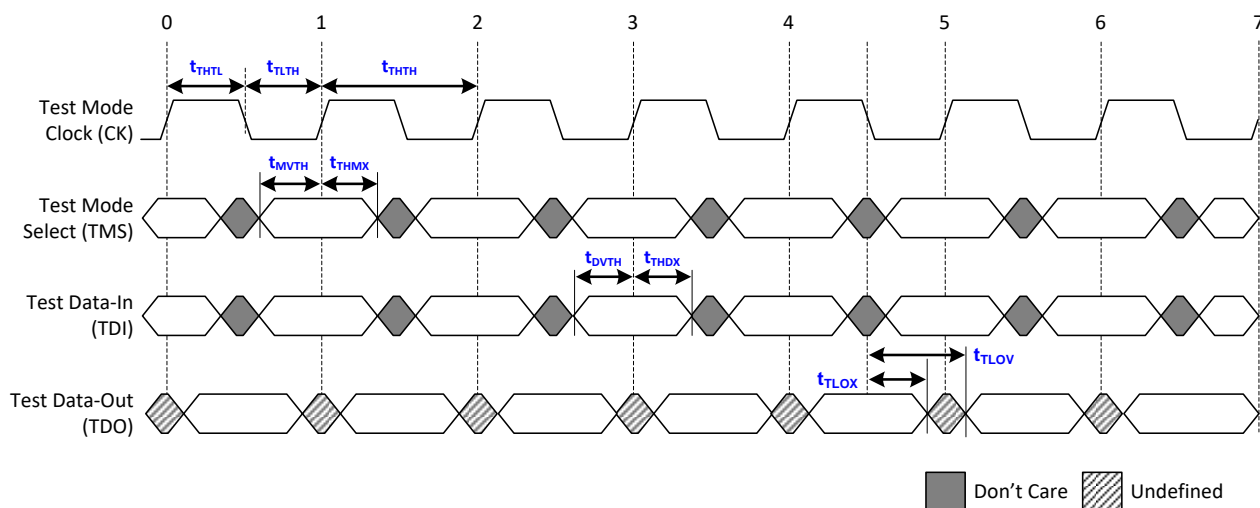 0 1 2 3 4 5 6 7
tTHTL tTLTH tTHTH
Test Mode
Clock (CK)
tMVTH tTHMX
Test Mode
Select (TMS)
tDVTH tTHDX
Test Data-In
(TDI)
tTLOV
tTLOX
Test Data-Out
(TDO)
Don't Care Undefined